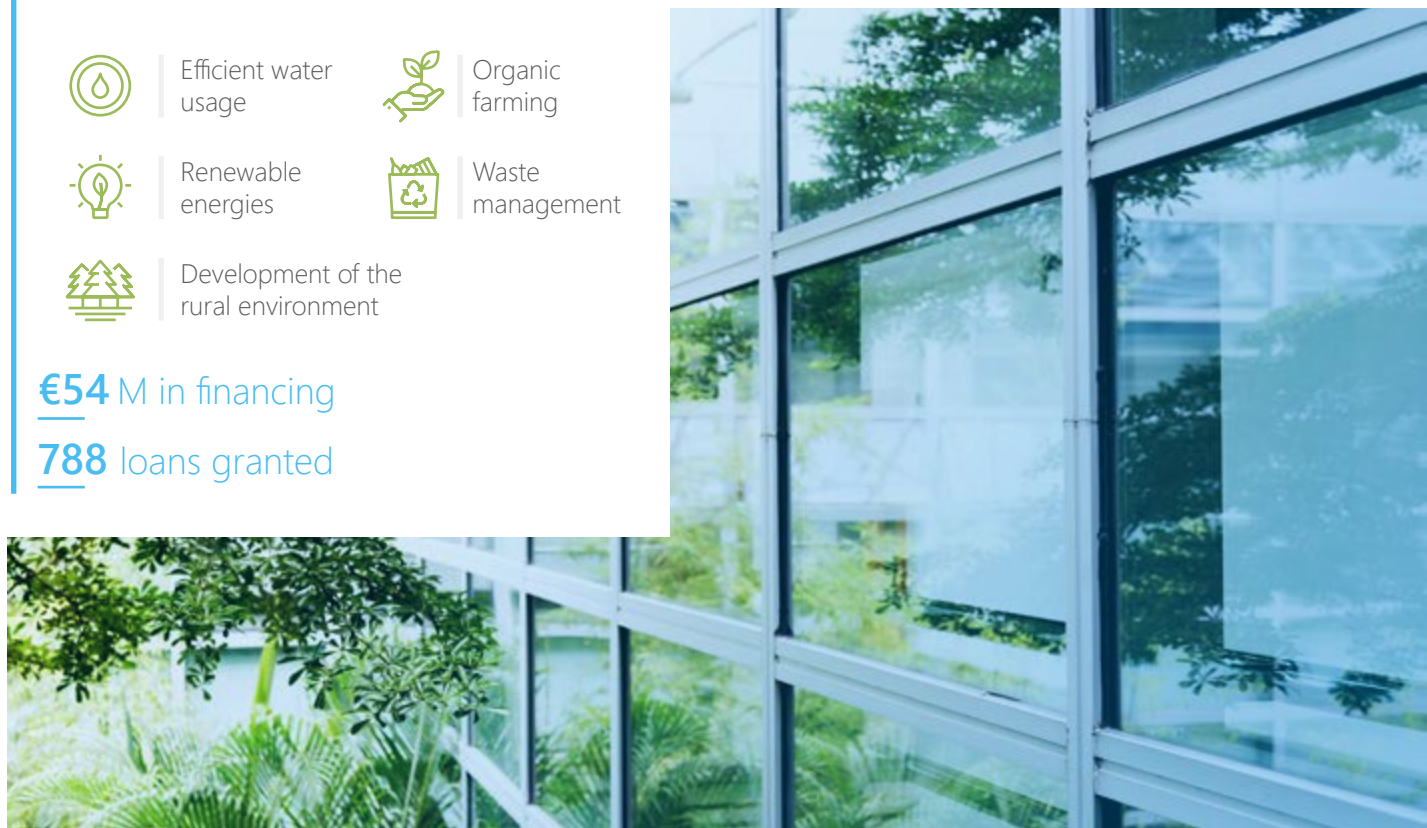 Efficient water
usage
Organic
farming
Renewable
energies
Waste
management
Development of the
rural environment
€54 M in financing
788 loans granted